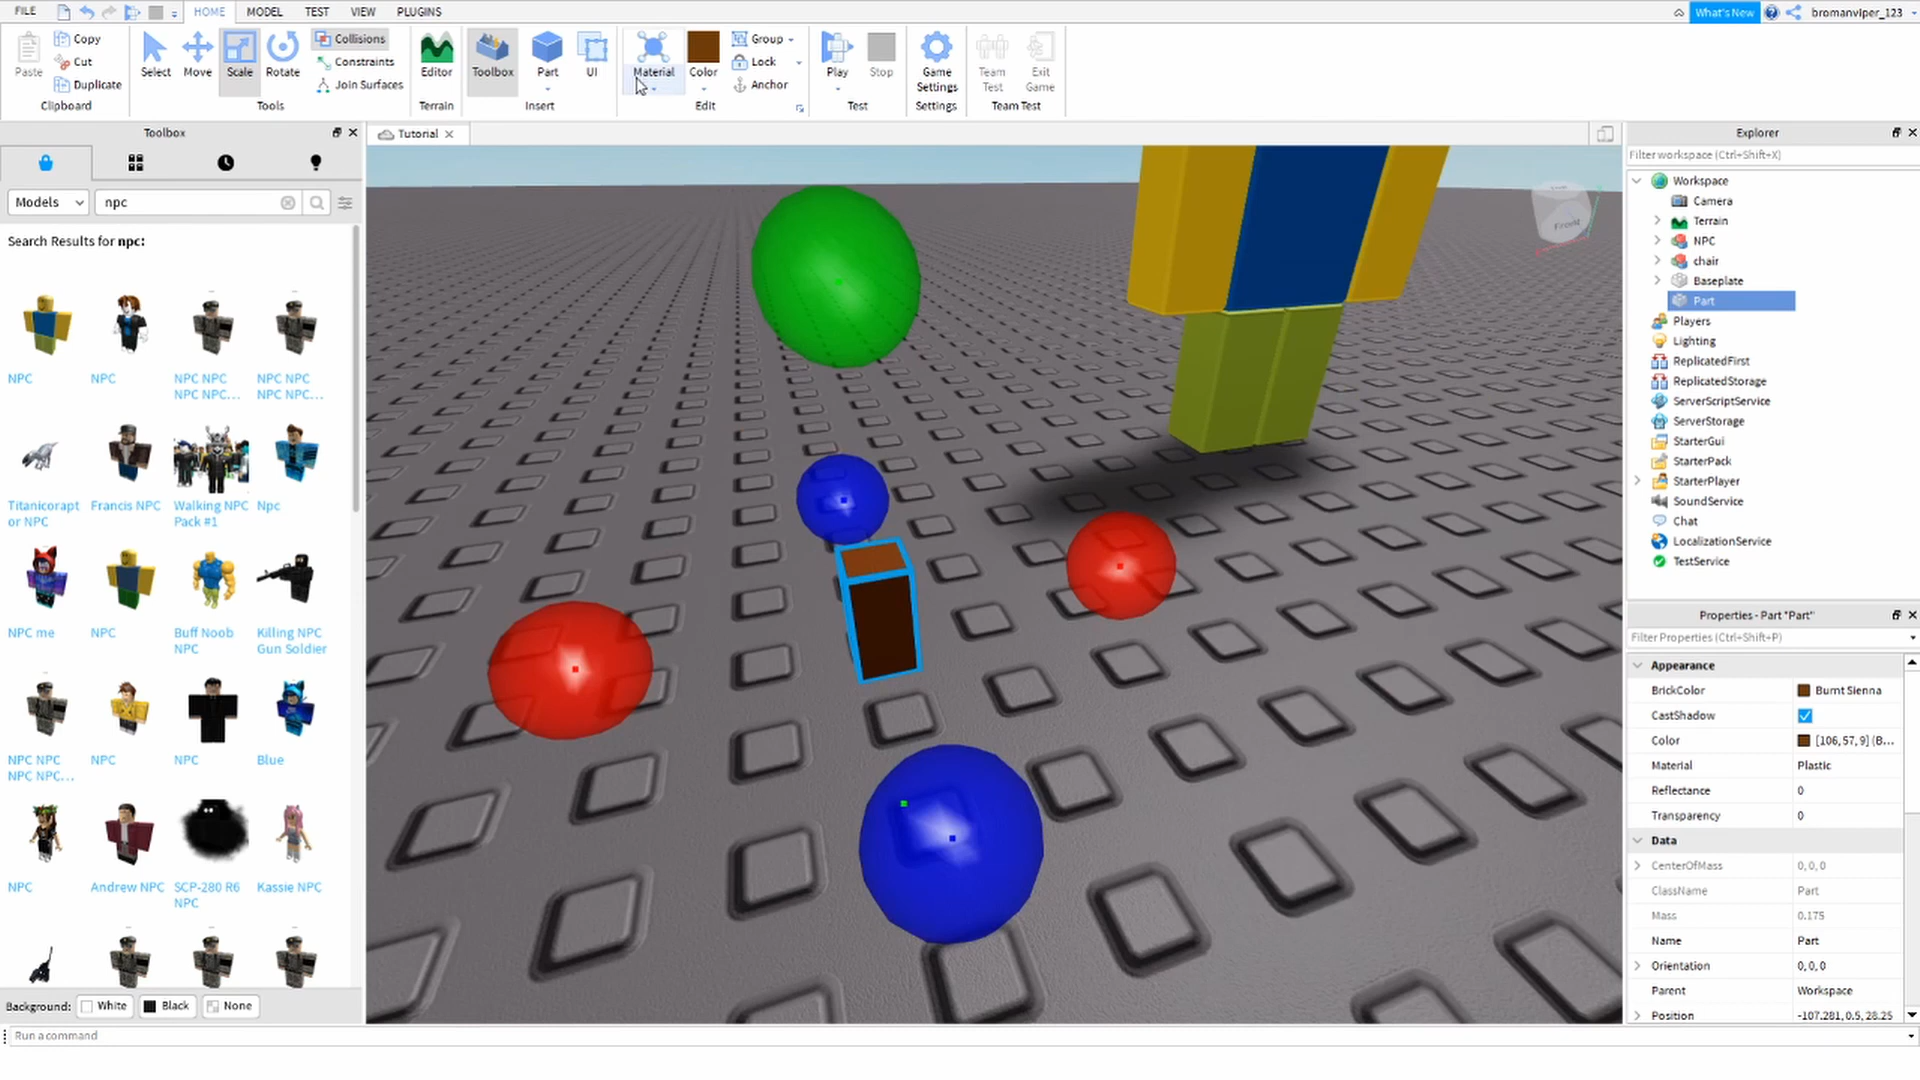 FILE HOME MODEL TEST VIEW PLUGINS What's New bromanviper_123
Copy
Cut
Duplicate
Paste
Clipboard
Select Move Scale Rotate
Collisions
Constraints
Join Surfaces
Tools
Editor
Terrain
Toolbox Part UI
Insert
Material Color
Group
Lock
Anchor
Edit
Play Stop
Test
Game
Settings
Settings
Team
Test
Exit
Game
Team Test
Toolbox
Tutorial
Models
npc
Search Results for npc:
NPC
NPC
NPC NPC
NPC NPC...
NPC NPC
NPC NPC...
Titanicorapt
or NPC
Francis NPC
Walking NPC
Pack #1
Npc
NPC me
NPC
Buff Noob
NPC
Killing NPC
Gun Soldier
NPC NPC
NPC NPC...
NPC
NPC
Blue
NPC
Andrew NPC
SCP-280 R6
NPC
Kassie NPC
Background: White Black None
Run a command
Front
Explorer
Filter workspace (Ctrl+Shift+X)
Workspace
Camera
Terrain
NPC
chair
Baseplate
Part
Players
Lighting
ReplicatedFirst
ReplicatedStorage
ServerScriptService
ServerStorage
StarterGui
StarterPack
StarterPlayer
SoundService
Chat
LocalizationService
TestService
Properties - Part "Part"
Filter Properties (Ctrl+Shift+P)
Appearance
BrickColor Burnt Sienna
CastShadow
Color [106,57,9] (B...
Material Plastic
Reflectance 0
Transparency 0
Data
CenterOfMass 0,0,0
ClassName Part
Mass 0.175
Name Part
Orientation 0,0,0
Parent Workspace
Position -107.281, 0.5, 28.25